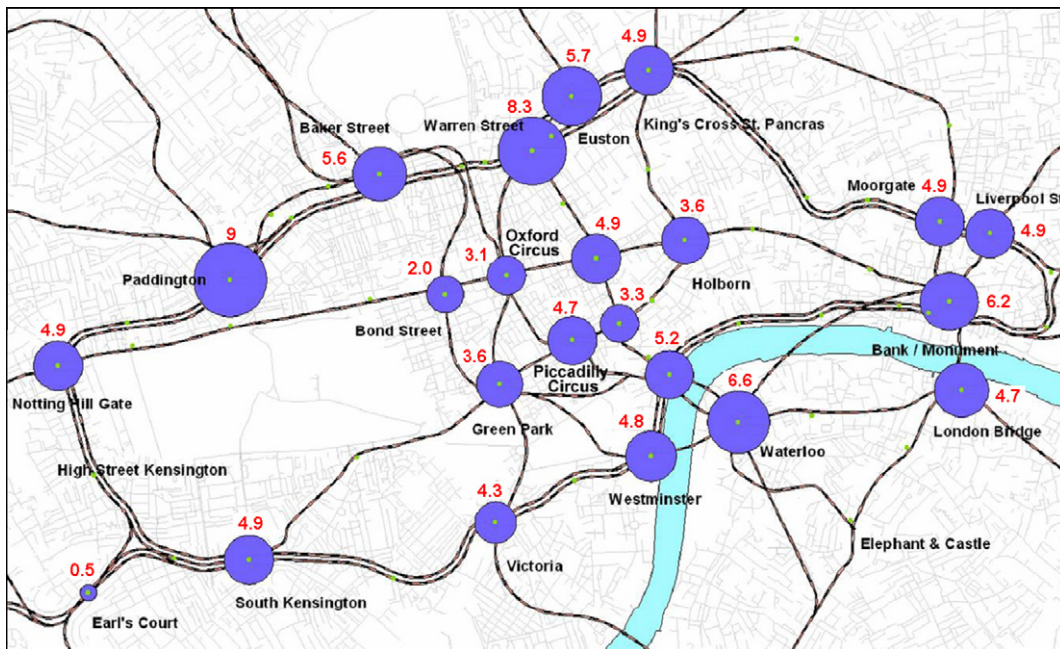 4.9
5.7
8.3
Baker Street
Warren Street
Euston
King's Cross St. Pancras
5.6
Moorgate
4.9
Liverpool St
4.9
9
Paddington
Oxford
Circus
4.9
3.6
3.1
2.0
Holborn
6.2
Bond Street
4.7
3.3
Bank / Monument
4.9
3.6
Piccadilly
Circus
5.2
6.6
4.7
Notting Hill Gate
Green Park
4.8
Waterloo
London Bridge
High Street Kensington
Westminster
4.3
4.9
Victoria
Elephant & Castle
0.5
South Kensington
Earl's Court